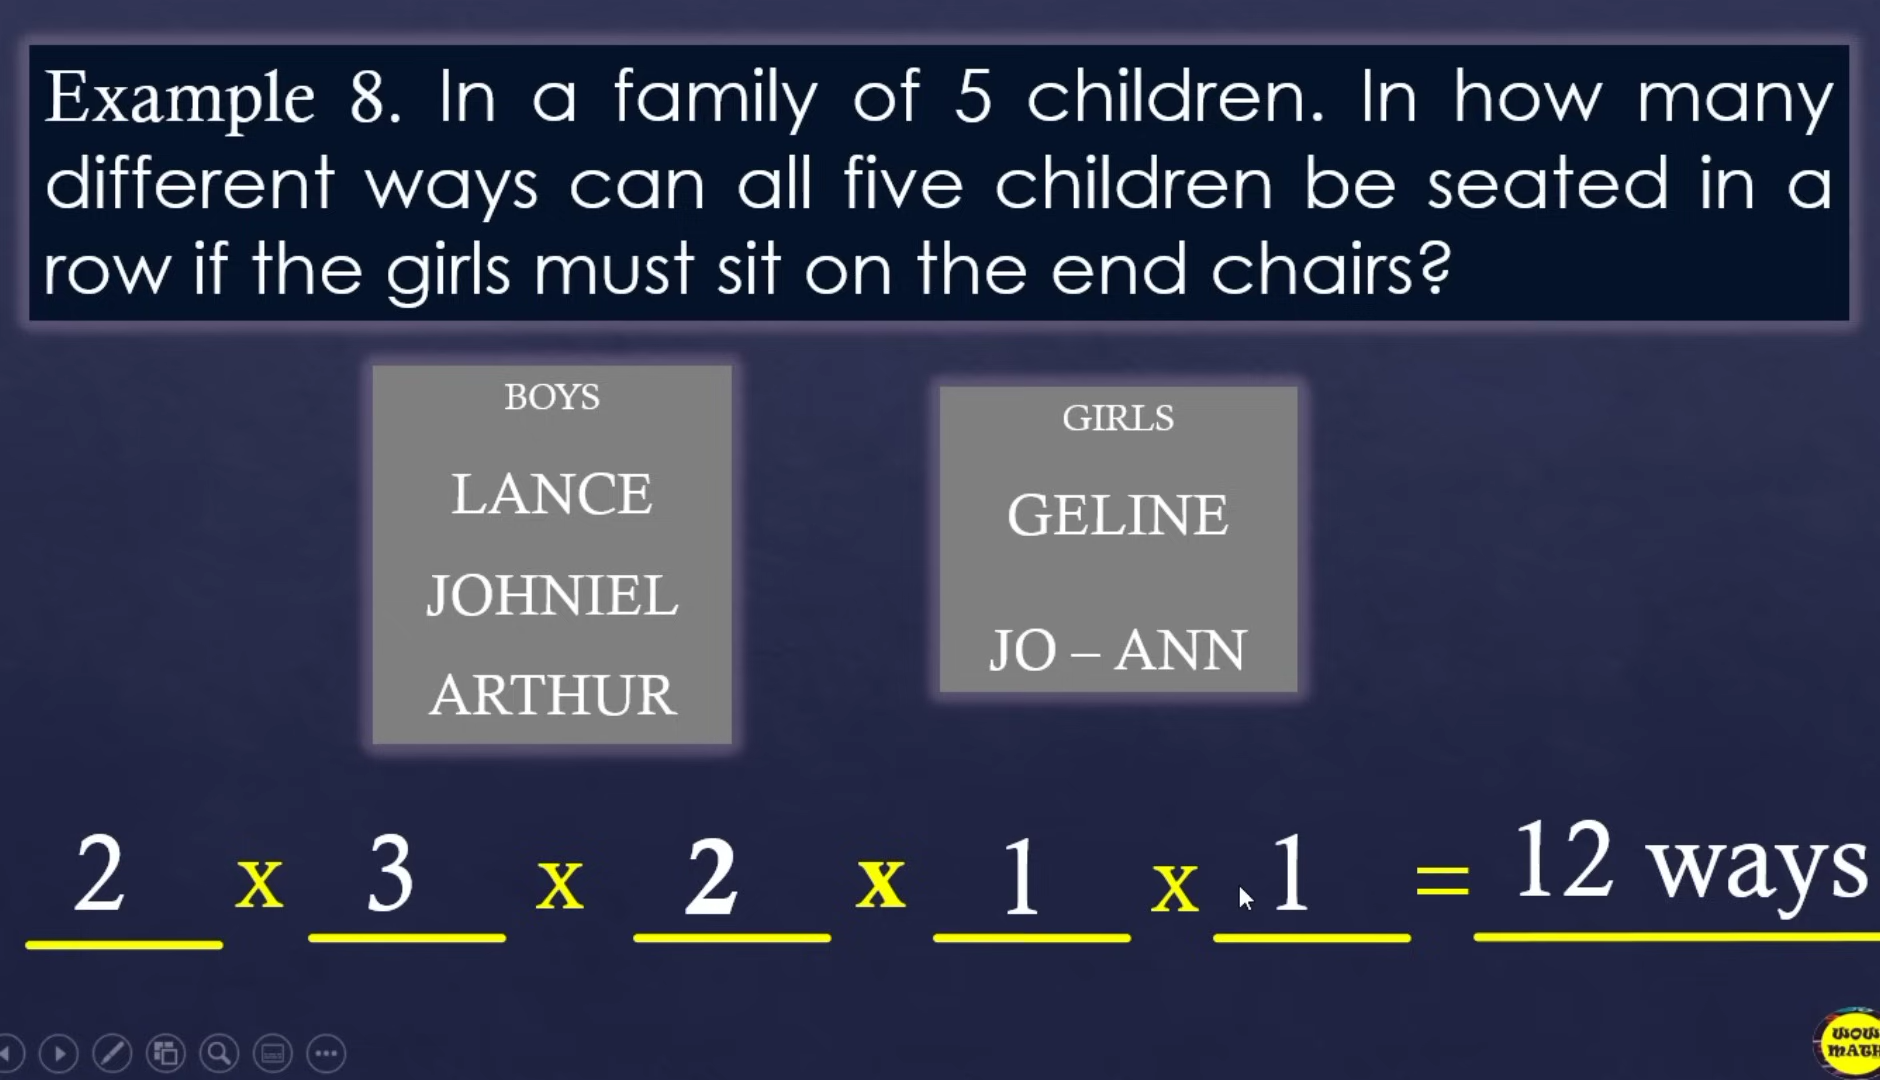 Example 8. In a family of 5 children. In how many
different ways can all five children be seated in a
row if the girls must sit on the end chairs?
BOYS
LANCE
JOHNIEL
ARTHUR
GIRLS
GELINE
JO – ANN
2 x 3 x 2 x 1 x 1 = 12 ways
WOW
MATH